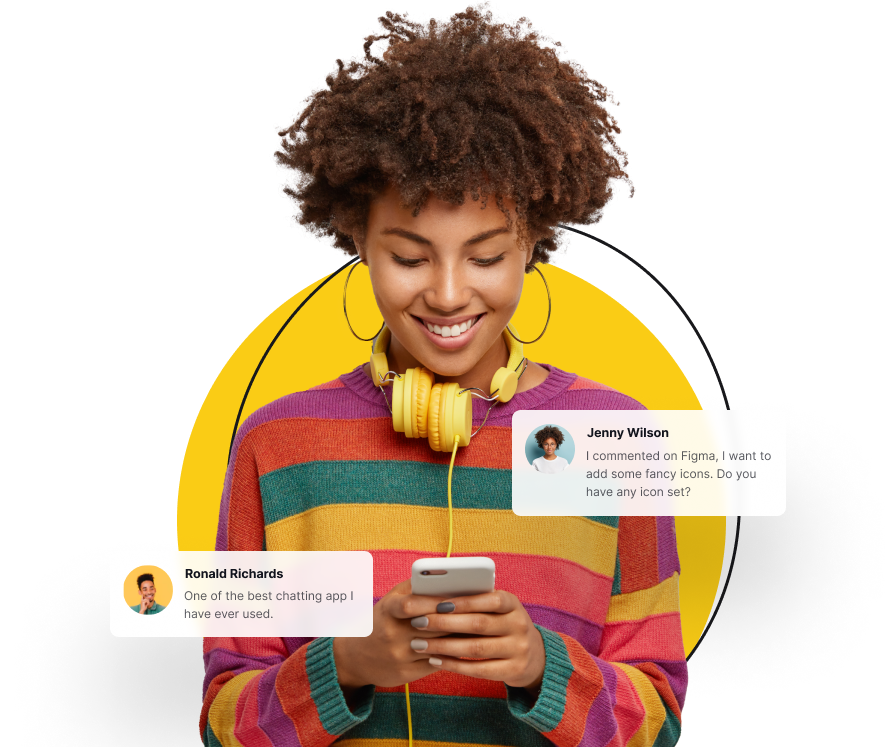 Jenny Wilson
I commented on Figma, I want to
add some fancy icons. Do you
have any icon set?
Ronald Richards
One of the best chatting app I
have ever used.